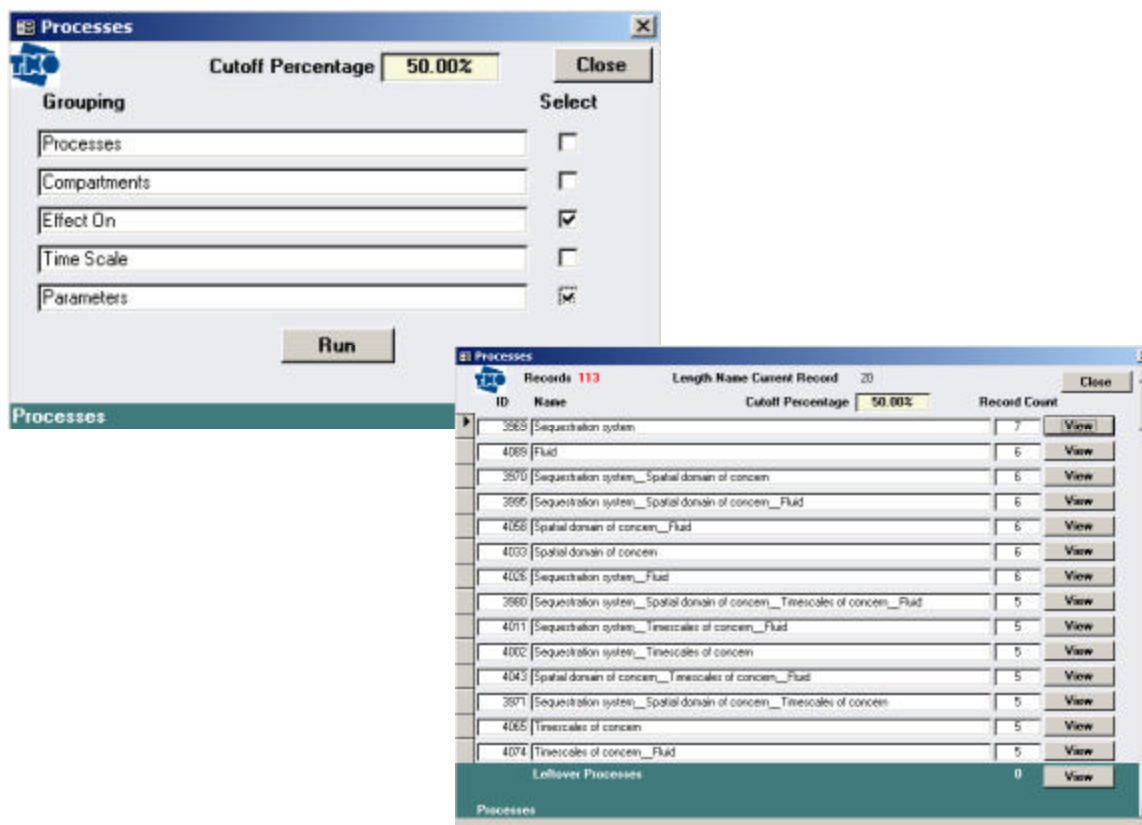 Processes
TNO Cutoff Percentage 50.00% Close
Grouping Select
Processes
Compartments
Effect On
Time Scale
Parameters
Run
Processes
Processes
TNO Records 113 Length Name Current Record 20 Close
ID Name Cutoff Percentage 50.00% Record Count
3969 Sequestration system 7 View
4089 Fluid 6 View
3970 Sequestration system__Spatial domain of concern 6 View
3995 Sequestration system__Spatial domain of concern__Fluid 6 View
4058 Spatial domain of concern__Fluid 6 View
4033 Spatial domain of concern 6 View
4026 Sequestration system__Fluid 6 View
3980 Sequestration system__Spatial domain of concern__Timescales of concern__Fluid 5 View
4011 Sequestration system__Timescales of concern__Fluid 5 View
4002 Sequestration system__Timescales of concern 5 View
4043 Spatial domain of concern__Timescales of concern__Fluid 5 View
3971 Sequestration system__Spatial domain of concern__Timescales of concern 5 View
4065 Timescales of concern 5 View
4074 Timescales of concern__Fluid 5 View
Leftover Processes 0 View
Processes